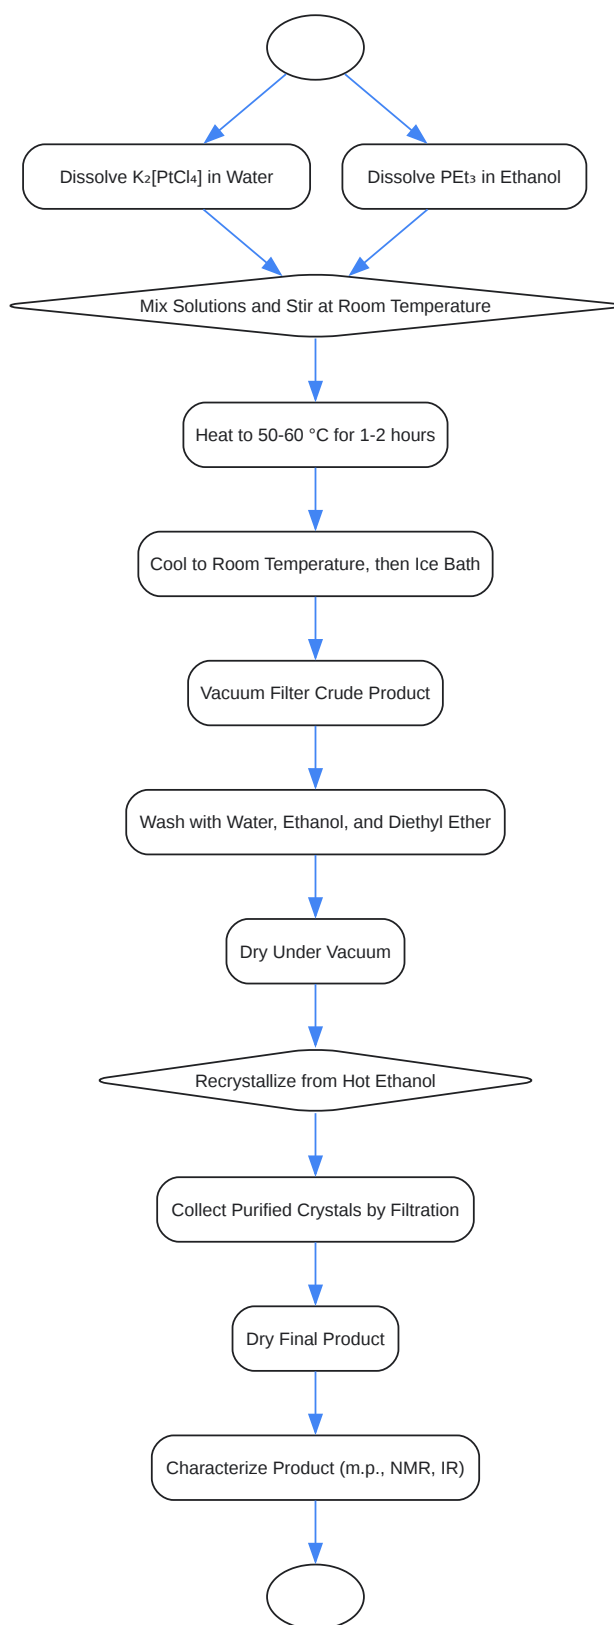 Dissolve K₂[PtCl₄] in Water
Dissolve PEt₃ in Ethanol
Mix Solutions and Stir at Room Temperature
Heat to 50-60 °C for 1-2 hours
Cool to Room Temperature, then Ice Bath
Vacuum Filter Crude Product
Wash with Water, Ethanol, and Diethyl Ether
Dry Under Vacuum
Recrystallize from Hot Ethanol
Collect Purified Crystals by Filtration
Dry Final Product
Characterize Product (m.p., NMR, IR)